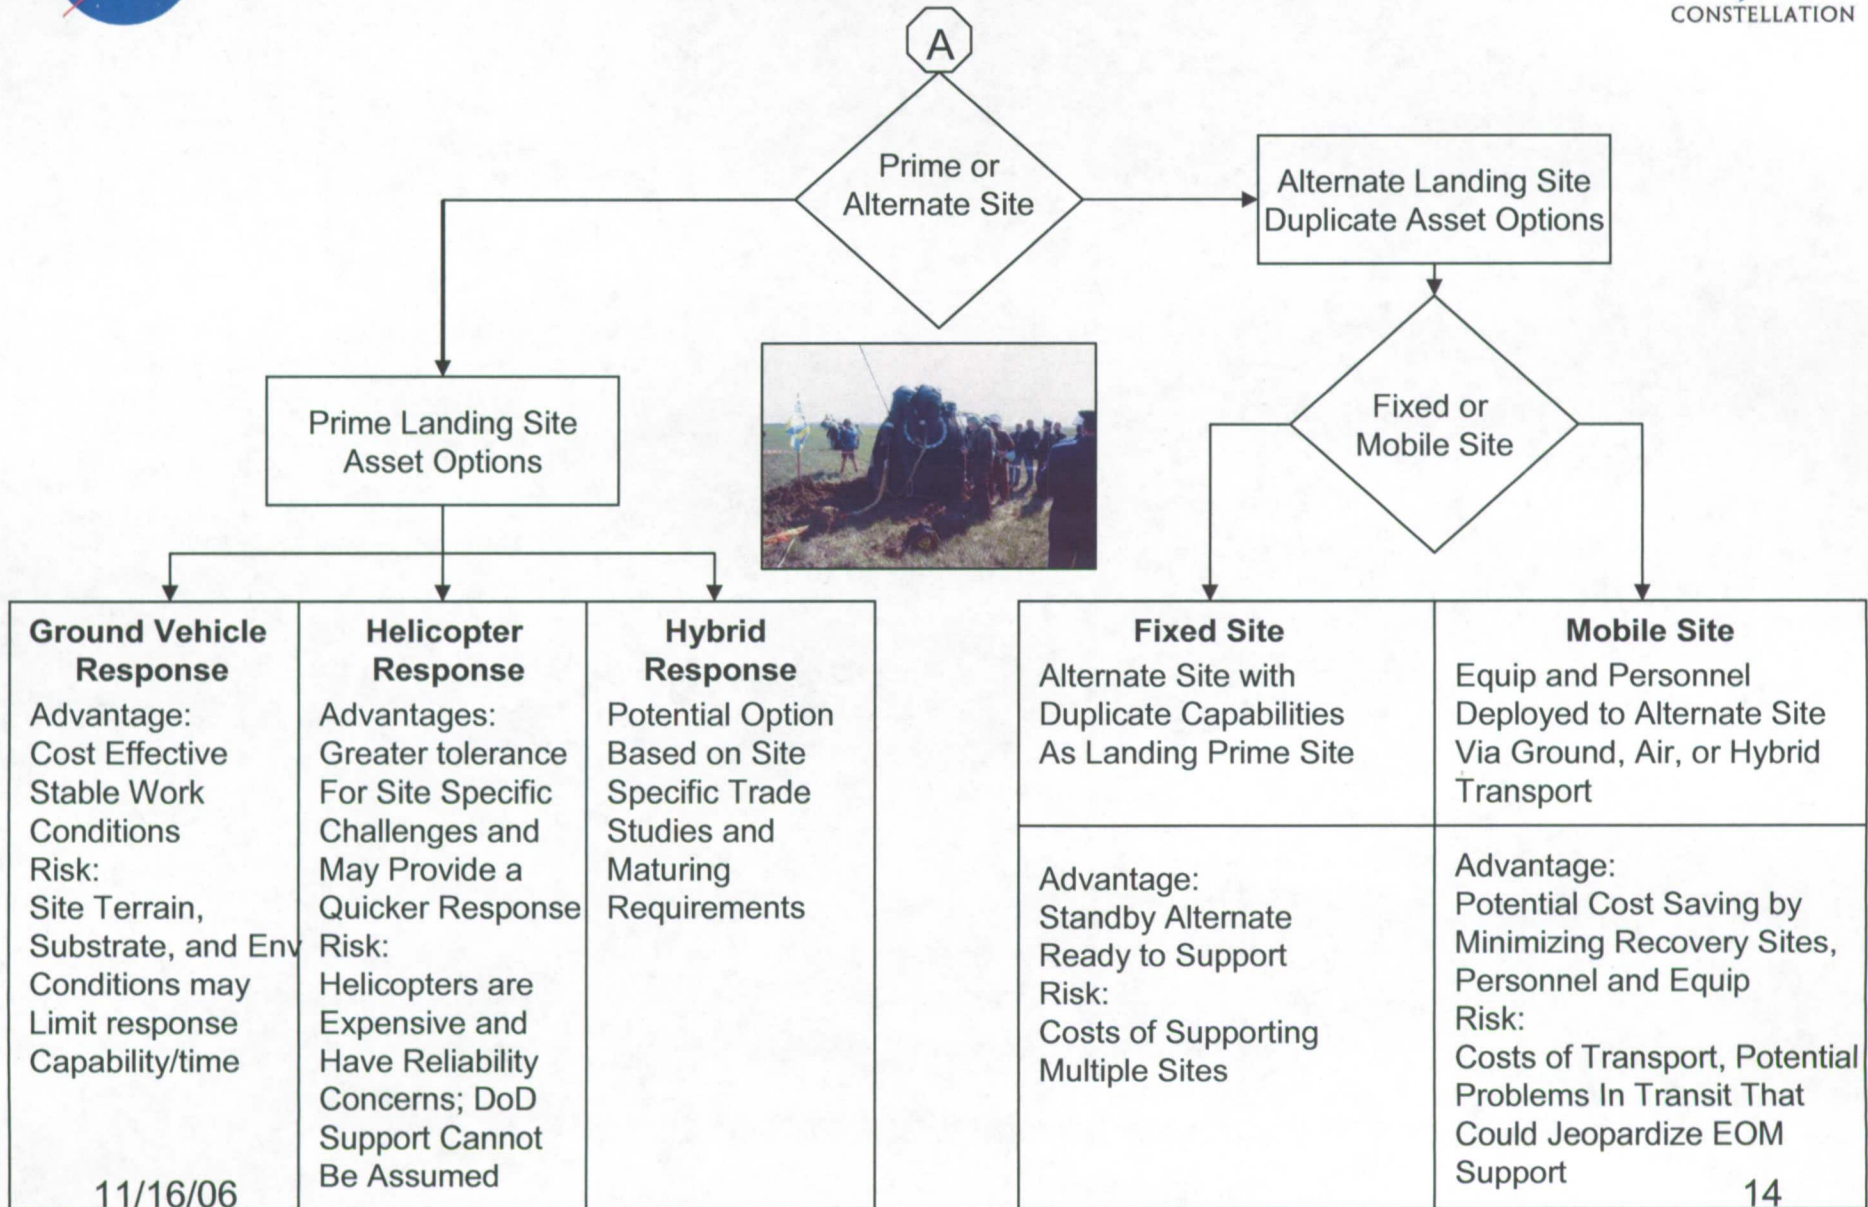 CONSTELLATION
A
Prime or
Alternate Site
Alternate Landing Site
Duplicate Asset Options
Prime Landing Site
Asset Options
Fixed or
Mobile Site
Ground Vehicle
Response
Advantage:
Cost Effective
Stable Work
Conditions
Risk:
Site Terrain,
Substrate, and Env
Conditions may
Limit response
Capability/time
Helicopter
Response
Advantages:
Greater tolerance
For Site Specific
Challenges and
May Provide a
Quicker Response
Risk:
Helicopters are
Expensive and
Have Reliability
Concerns; DoD
Support Cannot
Be Assumed
Hybrid
Response
Potential Option
Based on Site
Specific Trade
Studies and
Maturing
Requirements
Fixed Site
Alternate Site with
Duplicate Capabilities
As Landing Prime Site
Advantage:
Standby Alternate
Ready to Support
Risk:
Costs of Supporting
Multiple Sites
Mobile Site
Equip and Personnel
Deployed to Alternate Site
Via Ground, Air, or Hybrid
Transport
Advantage:
Potential Cost Saving by
Minimizing Recovery Sites,
Personnel and Equip
Risk:
Costs of Transport, Potential
Problems In Transit That
Could Jeopardize EOM
Support
11/16/06
14